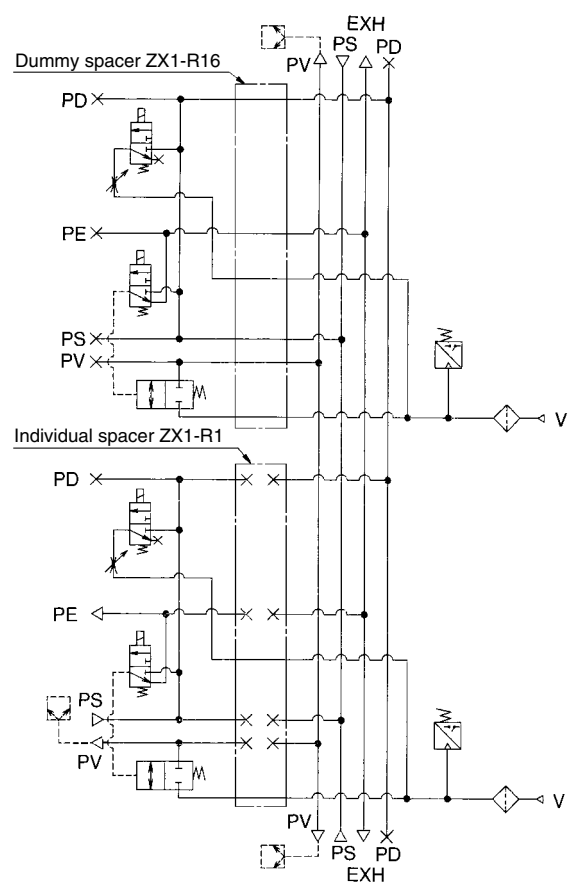 EXH
PS
PD
PV
Dummy spacer ZX1-R16
PD
PE
PS
PV
V
Individual spacer ZX1-R1
PD
PE
PS
PV
V
PV
PS
PD
EXH